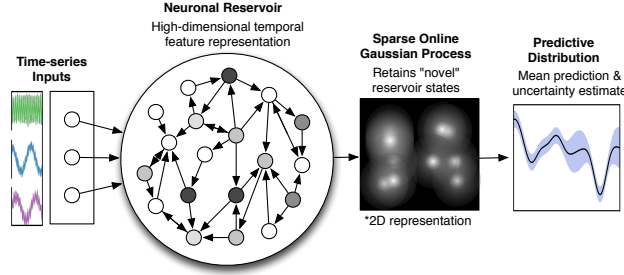 Time-series
Inputs
Neuronal Reservoir
High-dimensional temporal
feature representation
Sparse Online
Gaussian Process
Retains "novel"
reservoir states
*2D representation
Predictive
Distribution
Mean prediction &
uncertainty estimate